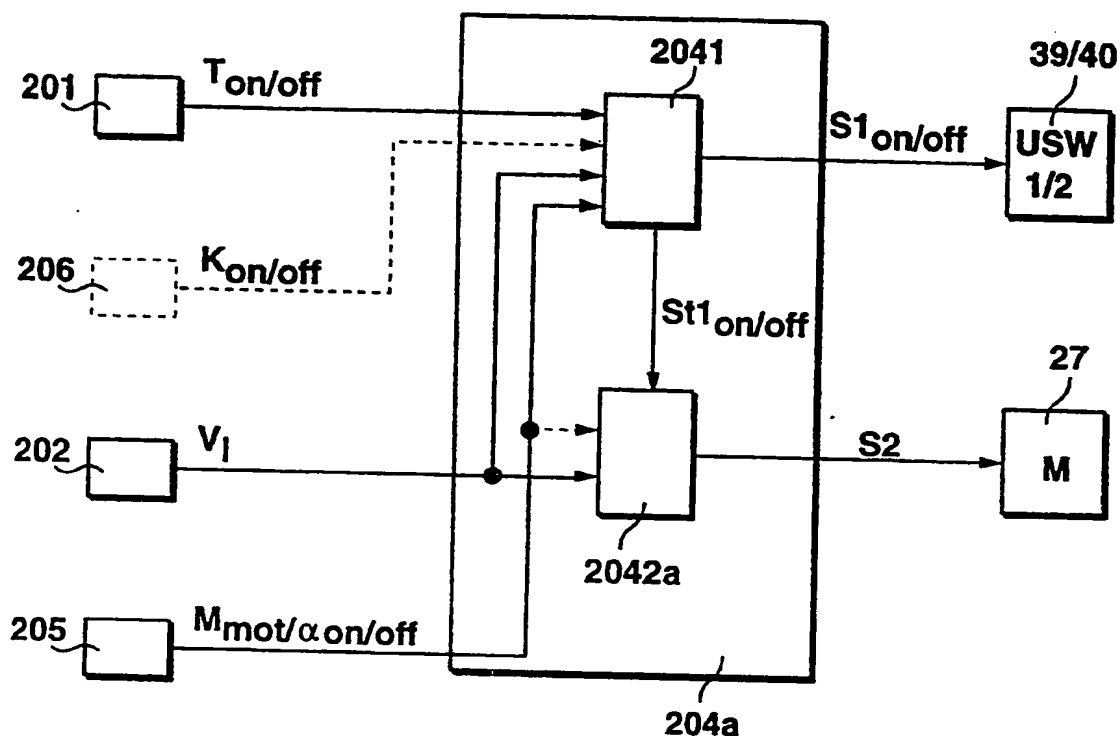 2041
39/40
201
Ton/off
S1on/off
USW
1/2
206
Kon/off
St1on/off
27
202
VI
S2
M
2042a
205
Mmot/αon/off
204a